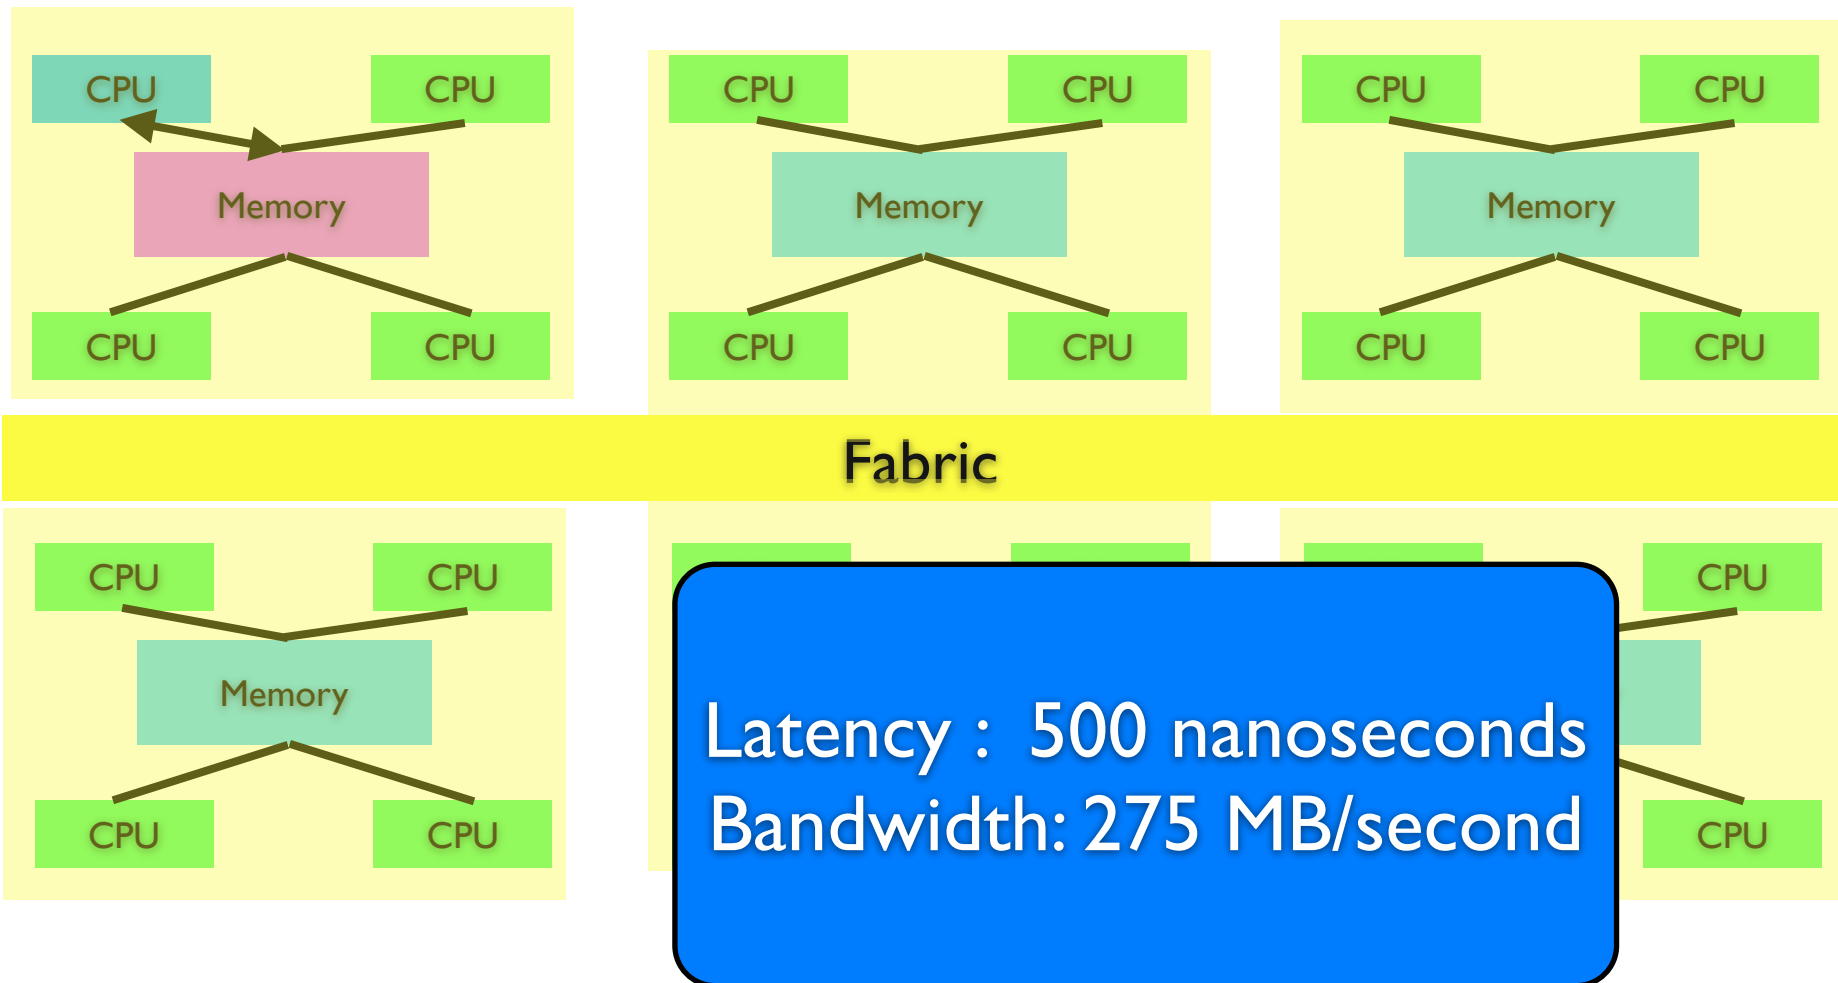 CPU CPU CPU CPU CPU CPU
Memory Memory Memory
CPU CPU CPU CPU CPU CPU
Fabric
CPU CPU CPU
Memory
Latency : 500 nanoseconds
Bandwidth: 275 MB/second
CPU CPU CPU